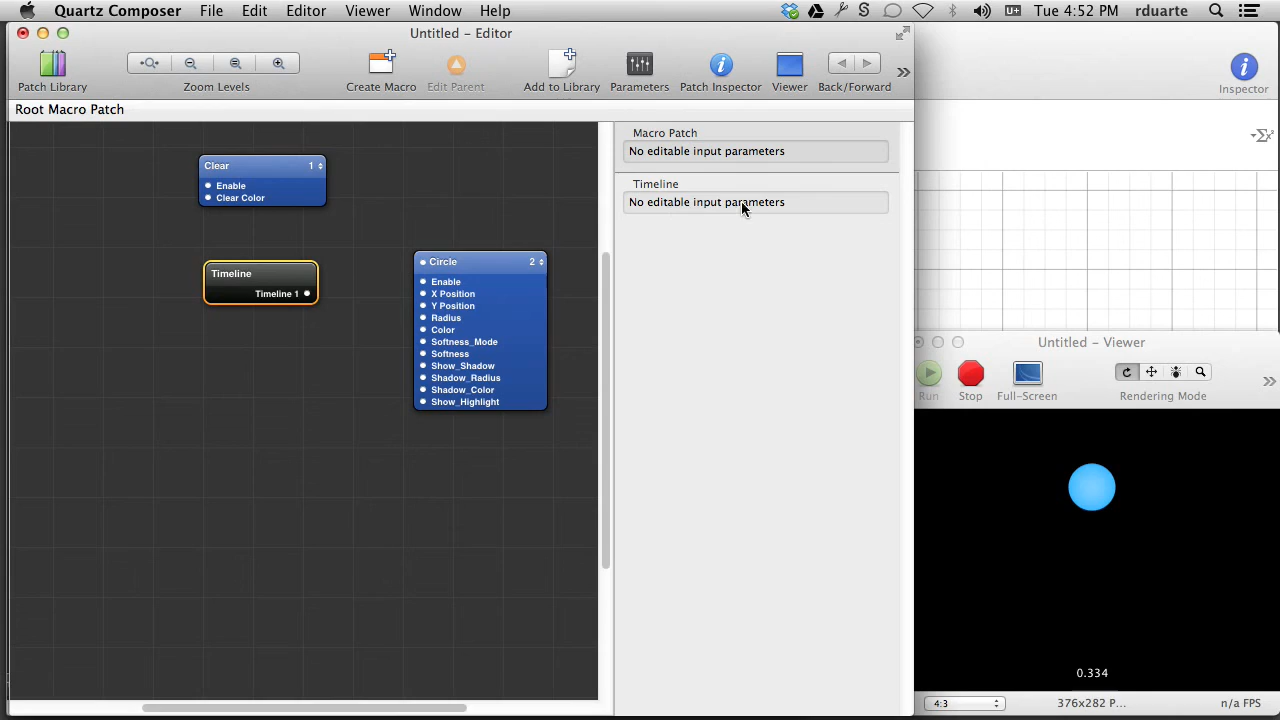 Quartz Composer File Edit Editor Viewer Window Help Tue 4:52 PM rduarte
Untitled – Editor
Patch Library
Zoom Levels
Create Macro
Edit Parent
Add to Library
Parameters
Patch Inspector
Viewer
Back/Forward
Inspector
Root Macro Patch
Clear 1
Enable
Clear Color
Timeline
Timeline 1
Circle 2
Enable
X Position
Y Position
Radius
Color
Softness_Mode
Softness
Show_Shadow
Shadow_Radius
Shadow_Color
Show_Highlight
Macro Patch
No editable input parameters
Timeline
No editable input parameters
Untitled – Viewer
Run
Stop
Full-Screen
Rendering Mode
0.334
4:3
376x282 P...
n/a FPS